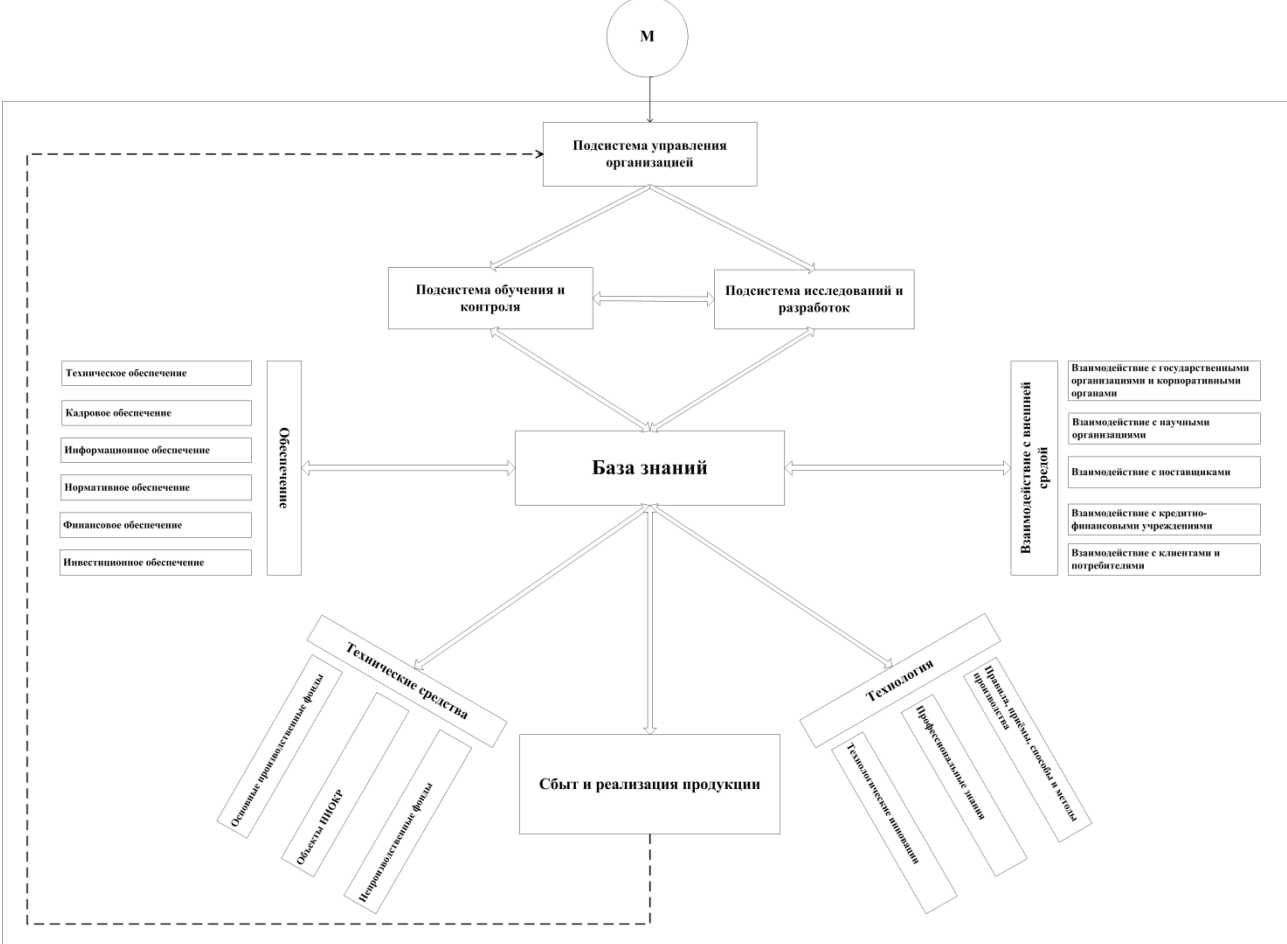 М
Подсистема управления
организацией
Подсистема обучения и
контроля
Подсистема исследований и
разработок
Техническое обеспечение
Кадровое обеспечение
Информационное обеспечение
Нормативное обеспечение
Финансовое обеспечение
Инвестиционное обеспечение
Обеспечение
База знаний
Взаимодействие с внешней
средой
Взаимодействие с государственными
организациями и корпоративными
органами
Взаимодействие с научными
организациями
Взаимодействие с поставщиками
Взаимодействие с кредитно-
финансовыми учреждениями
Взаимодействие с клиентами и
потребителями
Технические средства
Основные производственные фонды
Объекты НИОКР
Непроизводственные фонды
Сбыт и реализация продукции
Технология
Технологические инновации
Профессиональные знания
Правила, приёмы, способы и методы
производства